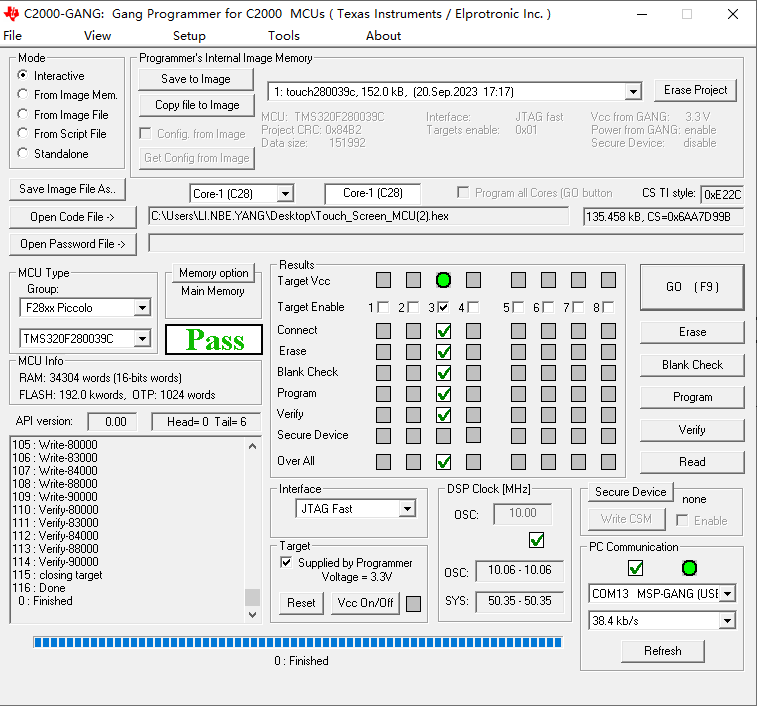 C2000-GANG:  Gang Programmer for C2000  MCUs ( Texas Instruments / Elprotronic Inc. )
File View Setup Tools About
Mode
Interactive
From Image Mem.
From Image File
From Script File
Standalone
Programmer's Internal Image Memory
Save to Image
Copy file to Image
Config. from Image
Get Config from Image
1: touch280039c, 152.0 kB,  (20.Sep.2023  17:17)
Erase Project
MCU:  TMS320F280039C Interface: JTAG fast Vcc from GANG: 3.3 V
Project CRC: 0x84B2 Targets enable: 0x01 Power from GANG: enable
Data size: 151992 Secure Device: disable
Save Image File As..
Core-1 (C28)
Core-1 (C28)
Program all Cores (GO button
CS TI style: 0xE22C
Open Code File ->
C:\Users\LI.NBE.YANG\Desktop\Touch_Screen_MCU(2).hex
135.458 kB, CS=0x6AA7D99B
Open Password File ->
MCU Type
Group:
F28xx Piccolo
TMS320F280039C
Memory option
Main Memory
Pass
MCU Info
RAM: 34304 words (16-bits words)
FLASH: 192.0 kwords,  OTP: 1024 words
API version: 0.00
Head= 0  Tail= 6
105 : Write-80000
106 : Write-83000
107 : Write-84000
108 : Write-88000
109 : Write-90000
110 : Verify-80000
111 : Verify-83000
112 : Verify-84000
113 : Verify-88000
114 : Verify-90000
115 : closing target
116 : Done
0 : Finished
Results
Target Vcc
Target Enable 1 2 3 4 5 6 7 8
Connect
Erase
Blank Check
Program
Verify
Secure Device
Over All
GO   ( F9 )
Erase
Blank Check
Program
Verify
Read
Interface
JTAG Fast
Target
Supplied by Programmer
Voltage = 3.3V
Reset
Vcc On/Off
DSP Clock [MHz]
OSC: 10.00
OSC: 10.06 - 10.06
SYS: 50.35 - 50.35
Secure Device
none
Write CSM
Enable
PC Communication
COM13   MSP-GANG (USB
38.4 kb/s
Refresh
0 : Finished